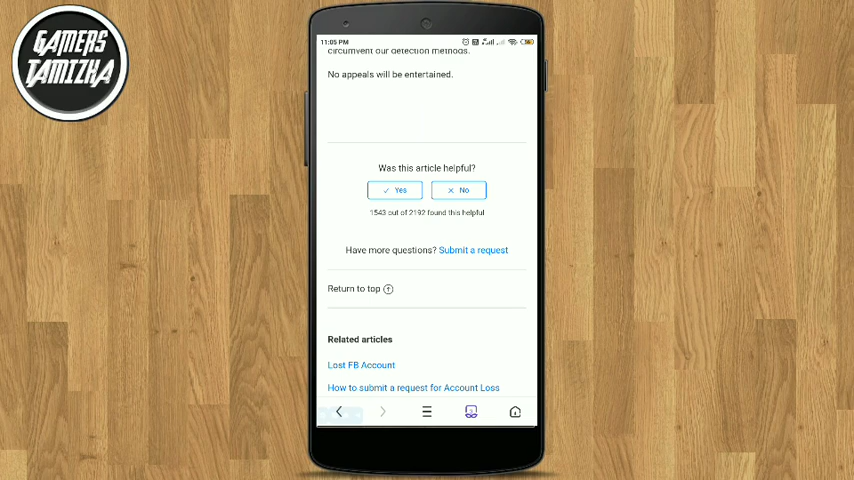 GAMERS
TAMIZHA
11:05 PM
circumvent our detection methods.
No appeals will be entertained.
Was this article helpful?
✓ Yes
✕ No
1543 out of 2192 found this helpful
Have more questions? Submit a request
Return to top
Related articles
Lost FB Account
How to submit a request for Account Loss